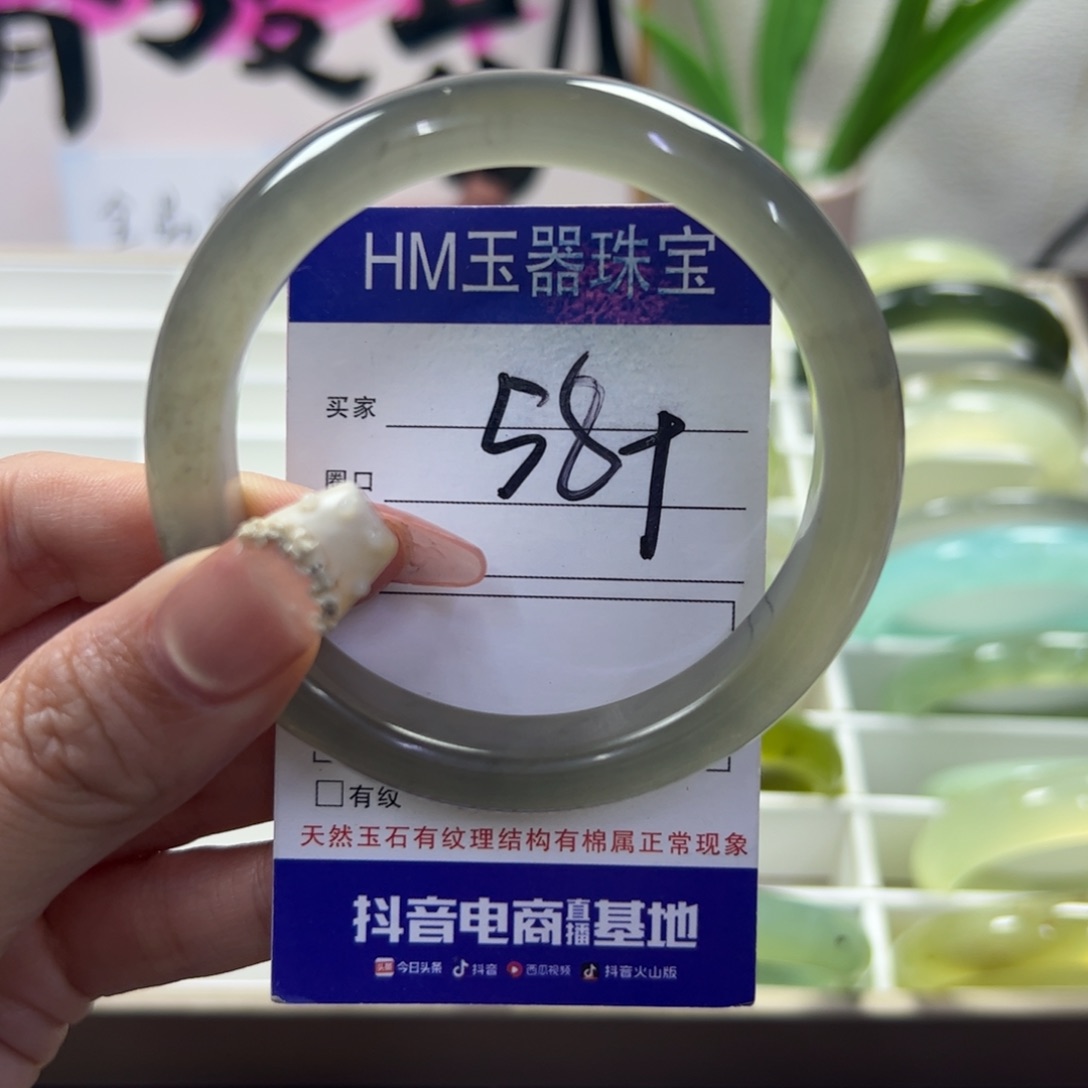 HM玉器珠宝
买家
58+
圈口
有纹
天然玉石有纹理结构有棉属正常现象
抖音电商直播基地
今日头条 抖音 西瓜视频 抖音火山版